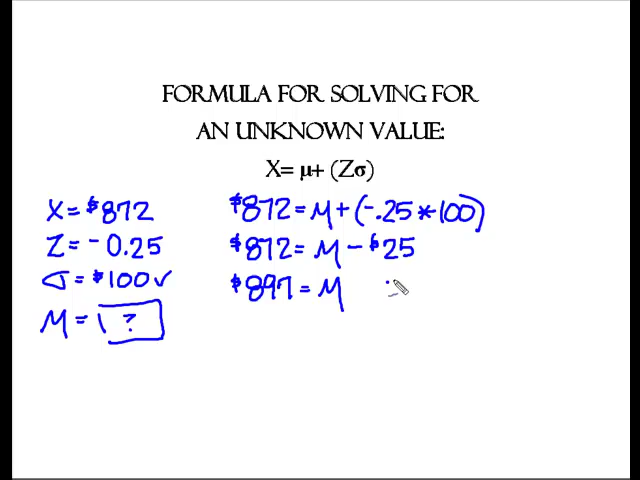 FORMULA FOR SOLVING FOR
AN UNKNOWN VALUE:
X= μ+ (Zσ)
X = $872
Z = -0.25
σ = $100 ✓
μ = ?
$872 = μ + (-.25 * 100)
$872 = μ - $25
$897 = μ